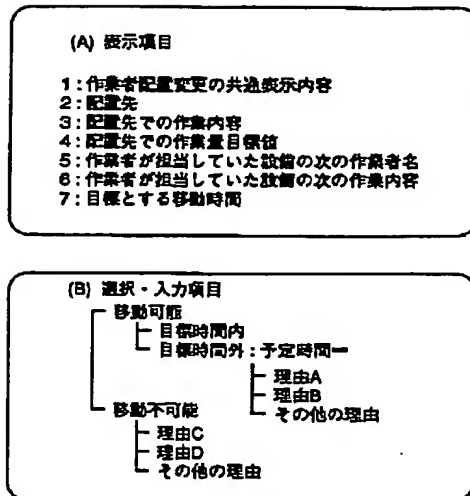 (A) 表示項目
1:作業者配置変更の共通表示内容
2:配置先
3:配置先での作業内容
4:配置先での作業量目標値
5:作業者が担当していた設備の次の作業者名
6:作業者が担当していた設備の次の作業内容
7:目標とする移動時間
(B) 選択・入力項目
移動可能
目標時間内
目標時間外:予定時間ー
理由A
理由B
その他の理由
移動不可能
理由C
理由D
その他の理由